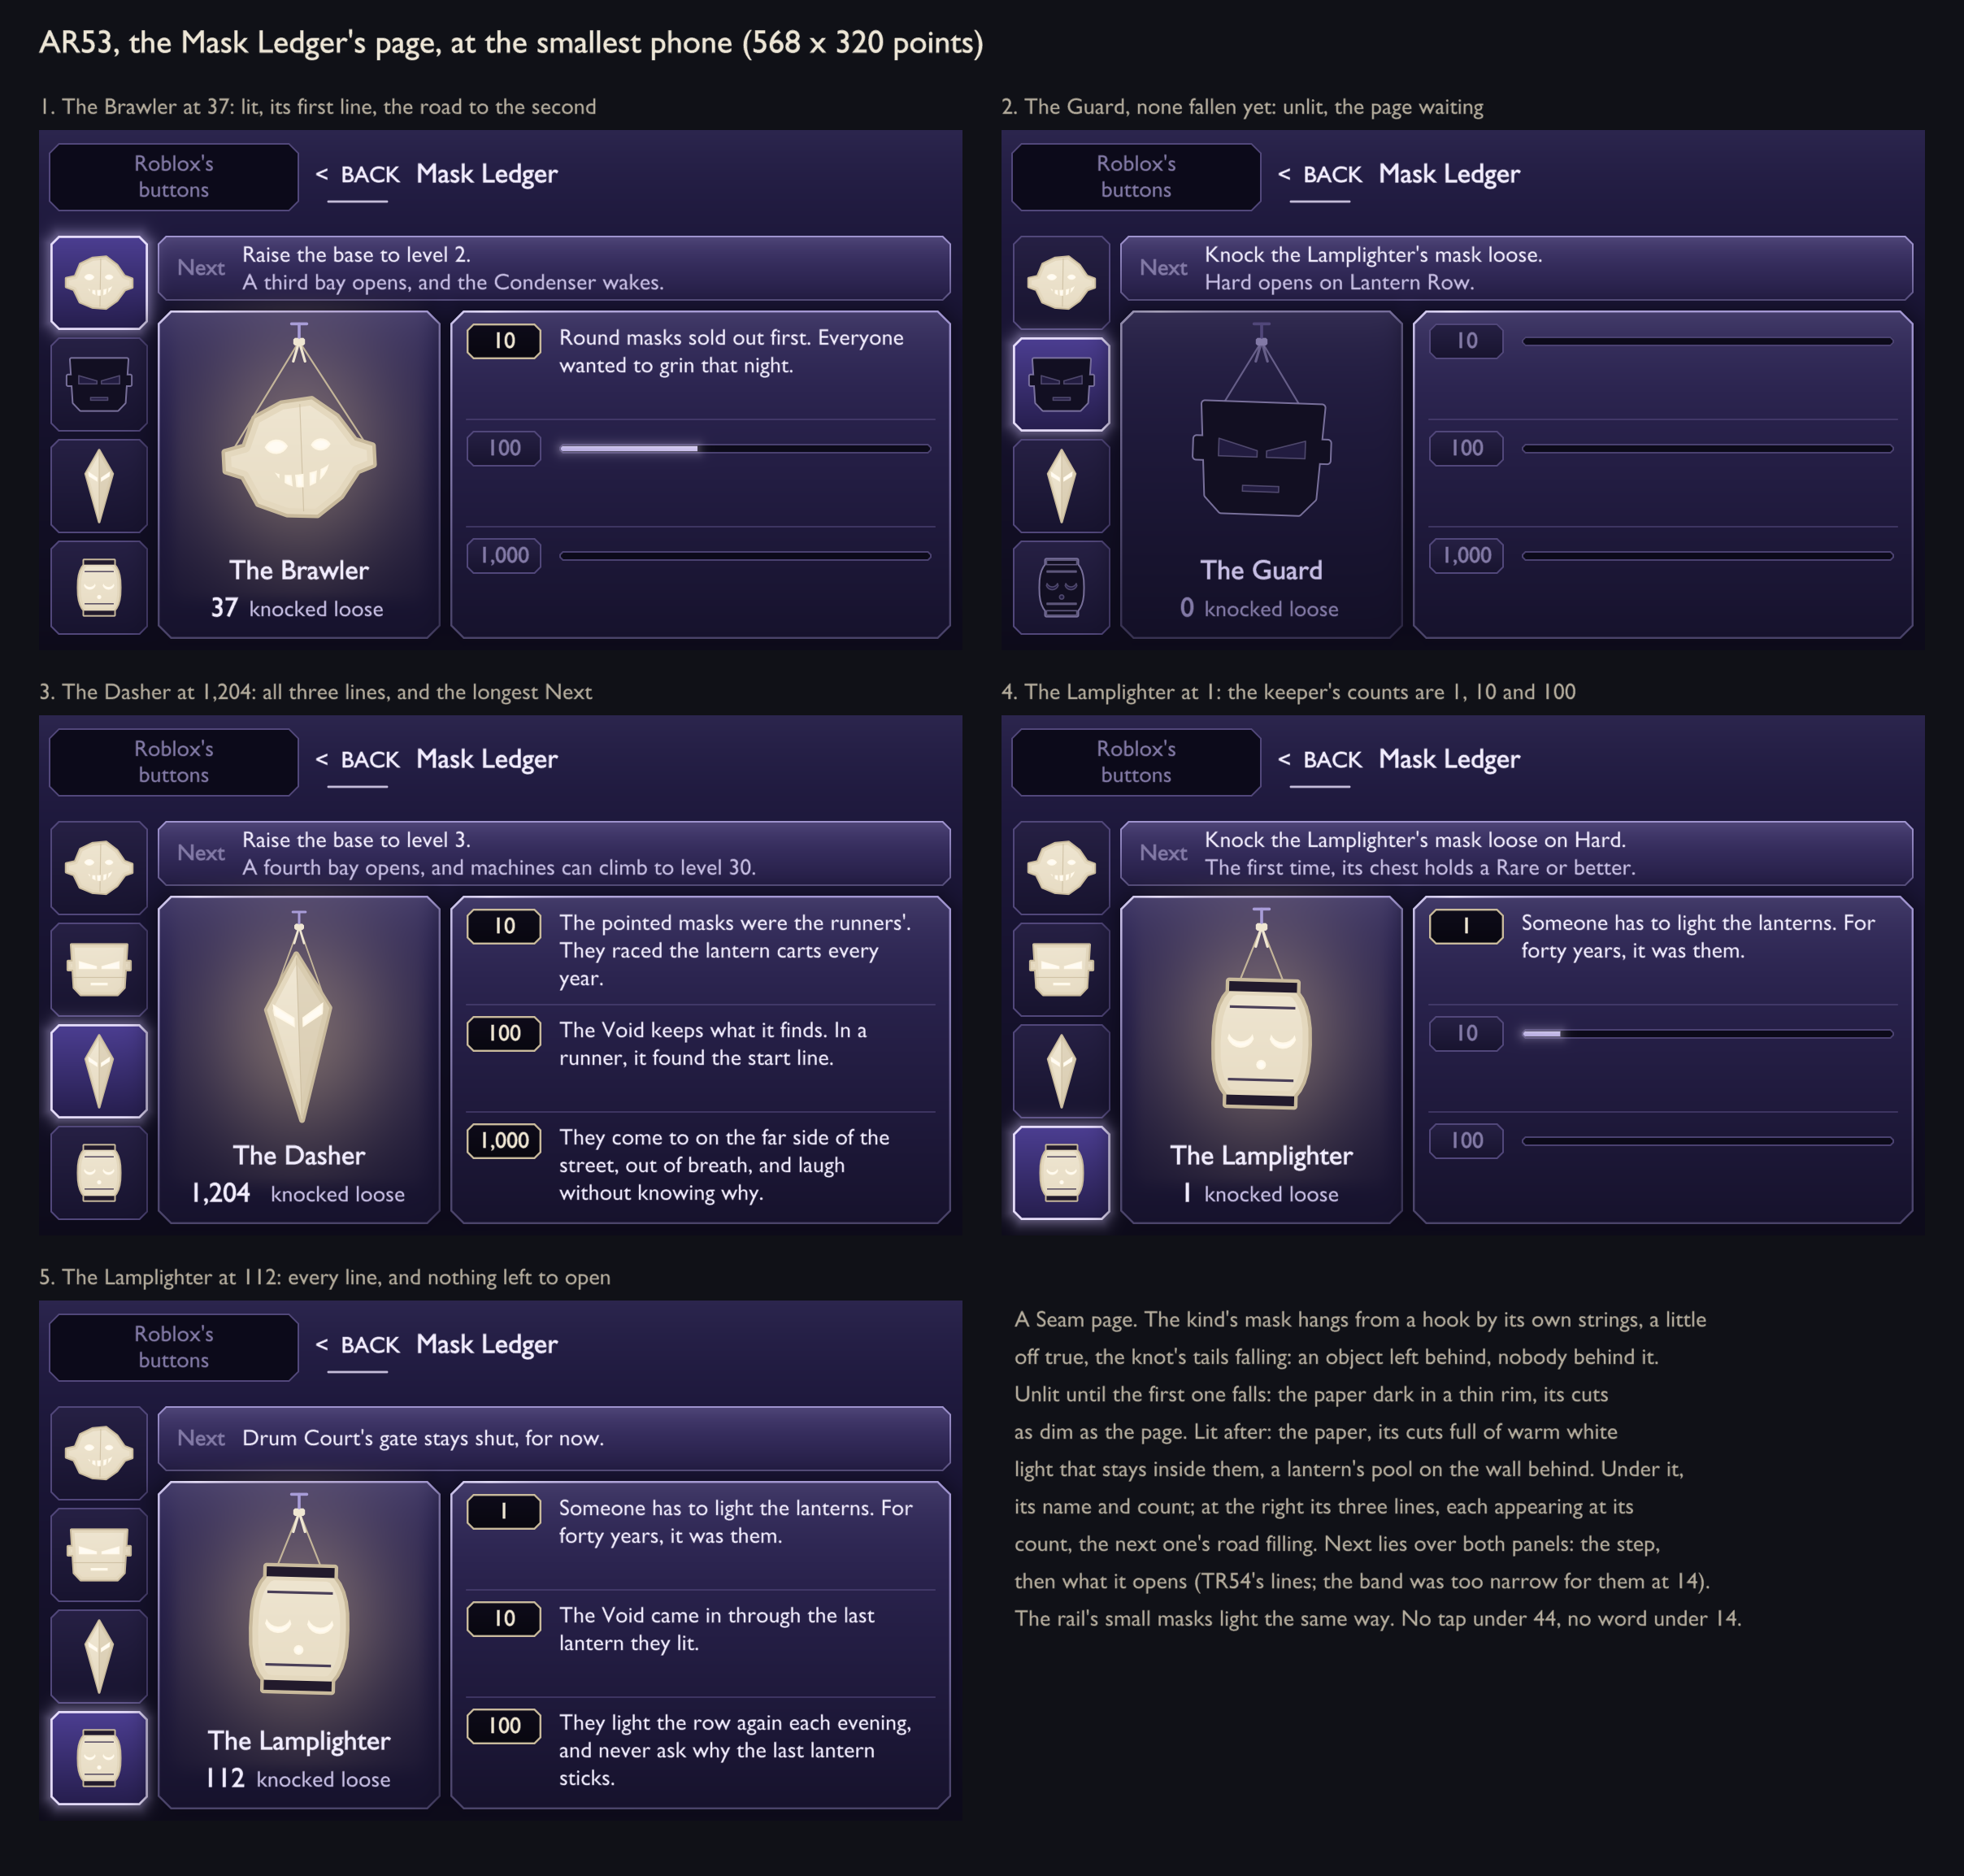 AR53, the Mask Ledger's page, at the smallest phone (568 x 320 points)
1. The Brawler at 37: lit, its first line, the road to the second
Roblox's
buttons
< BACK Mask Ledger
Next
Raise the base to level 2.
A third bay opens, and the Condenser wakes.
The Brawler
37 knocked loose
10
Round masks sold out first. Everyone
wanted to grin that night.
100
1,000
2. The Guard, none fallen yet: unlit, the page waiting
Roblox's
buttons
< BACK Mask Ledger
Next
Knock the Lamplighter's mask loose.
Hard opens on Lantern Row.
The Guard
0 knocked loose
10
100
1,000
3. The Dasher at 1,204: all three lines, and the longest Next
Roblox's
buttons
< BACK Mask Ledger
Next
Raise the base to level 3.
A fourth bay opens, and machines can climb to level 30.
The Dasher
1,204 knocked loose
10
The pointed masks were the runners'.
They raced the lantern carts every
year.
100
The Void keeps what it finds. In a
runner, it found the start line.
1,000
They come to on the far side of the
street, out of breath, and laugh
without knowing why.
4. The Lamplighter at 1: the keeper's counts are 1, 10 and 100
Roblox's
buttons
< BACK Mask Ledger
Next
Knock the Lamplighter's mask loose on Hard.
The first time, its chest holds a Rare or better.
The Lamplighter
1 knocked loose
1
Someone has to light the lanterns. For
forty years, it was them.
10
100
5. The Lamplighter at 112: every line, and nothing left to open
Roblox's
buttons
< BACK Mask Ledger
Next
Drum Court's gate stays shut, for now.
The Lamplighter
112 knocked loose
1
Someone has to light the lanterns. For
forty years, it was them.
10
The Void came in through the last
lantern they lit.
100
They light the row again each evening,
and never ask why the last lantern
sticks.
A Seam page. The kind's mask hangs from a hook by its own strings, a little
off true, the knot's tails falling: an object left behind, nobody behind it.
Unlit until the first one falls: the paper dark in a thin rim, its cuts
as dim as the page. Lit after: the paper, its cuts full of warm white
light that stays inside them, a lantern's pool on the wall behind. Under it,
its name and count; at the right its three lines, each appearing at its
count, the next one's road filling. Next lies over both panels: the step,
then what it opens (TR54's lines; the band was too narrow for them at 14).
The rail's small masks light the same way. No tap under 44, no word under 14.